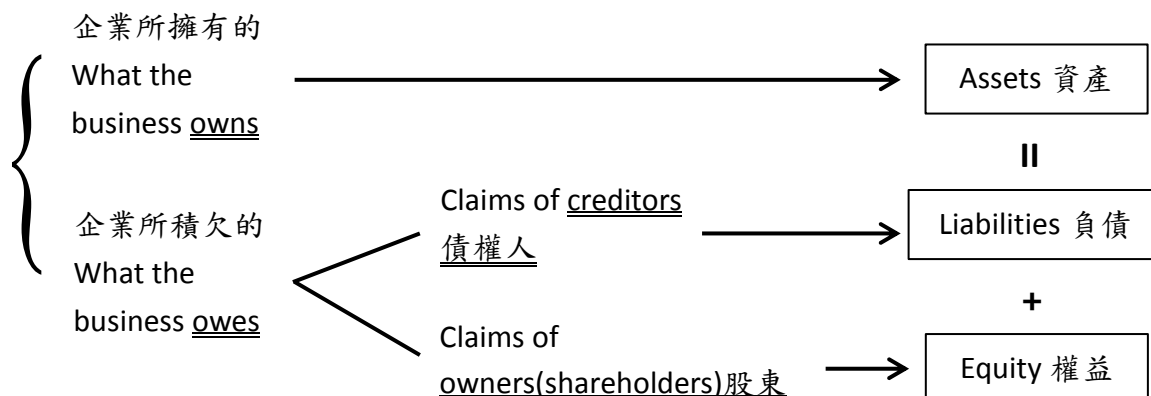 企業所擁有的
What the
business owns
Assets 資產
=
企業所積欠的
What the
business owes
Claims of creditors
債權人
Liabilities 負債
+
Claims of
owners(shareholders)股東
Equity 權益